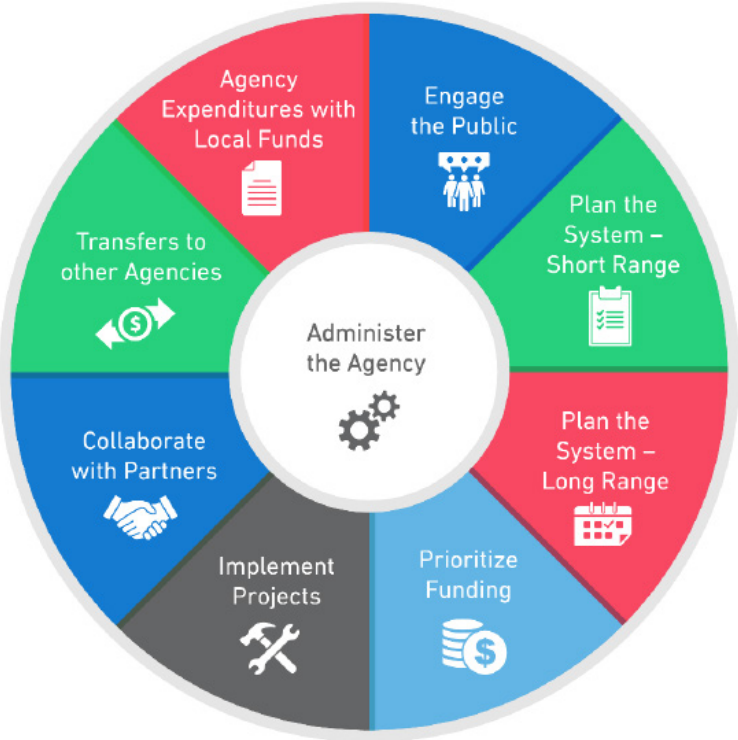 Agency
Expenditures with
Local Funds
Engage
the Public
Plan the
System –
Short Range
Plan the
System –
Long Range
Prioritize
Funding
Implement
Projects
Collaborate
with Partners
Transfers to
other Agencies
$
Administer
the Agency
$